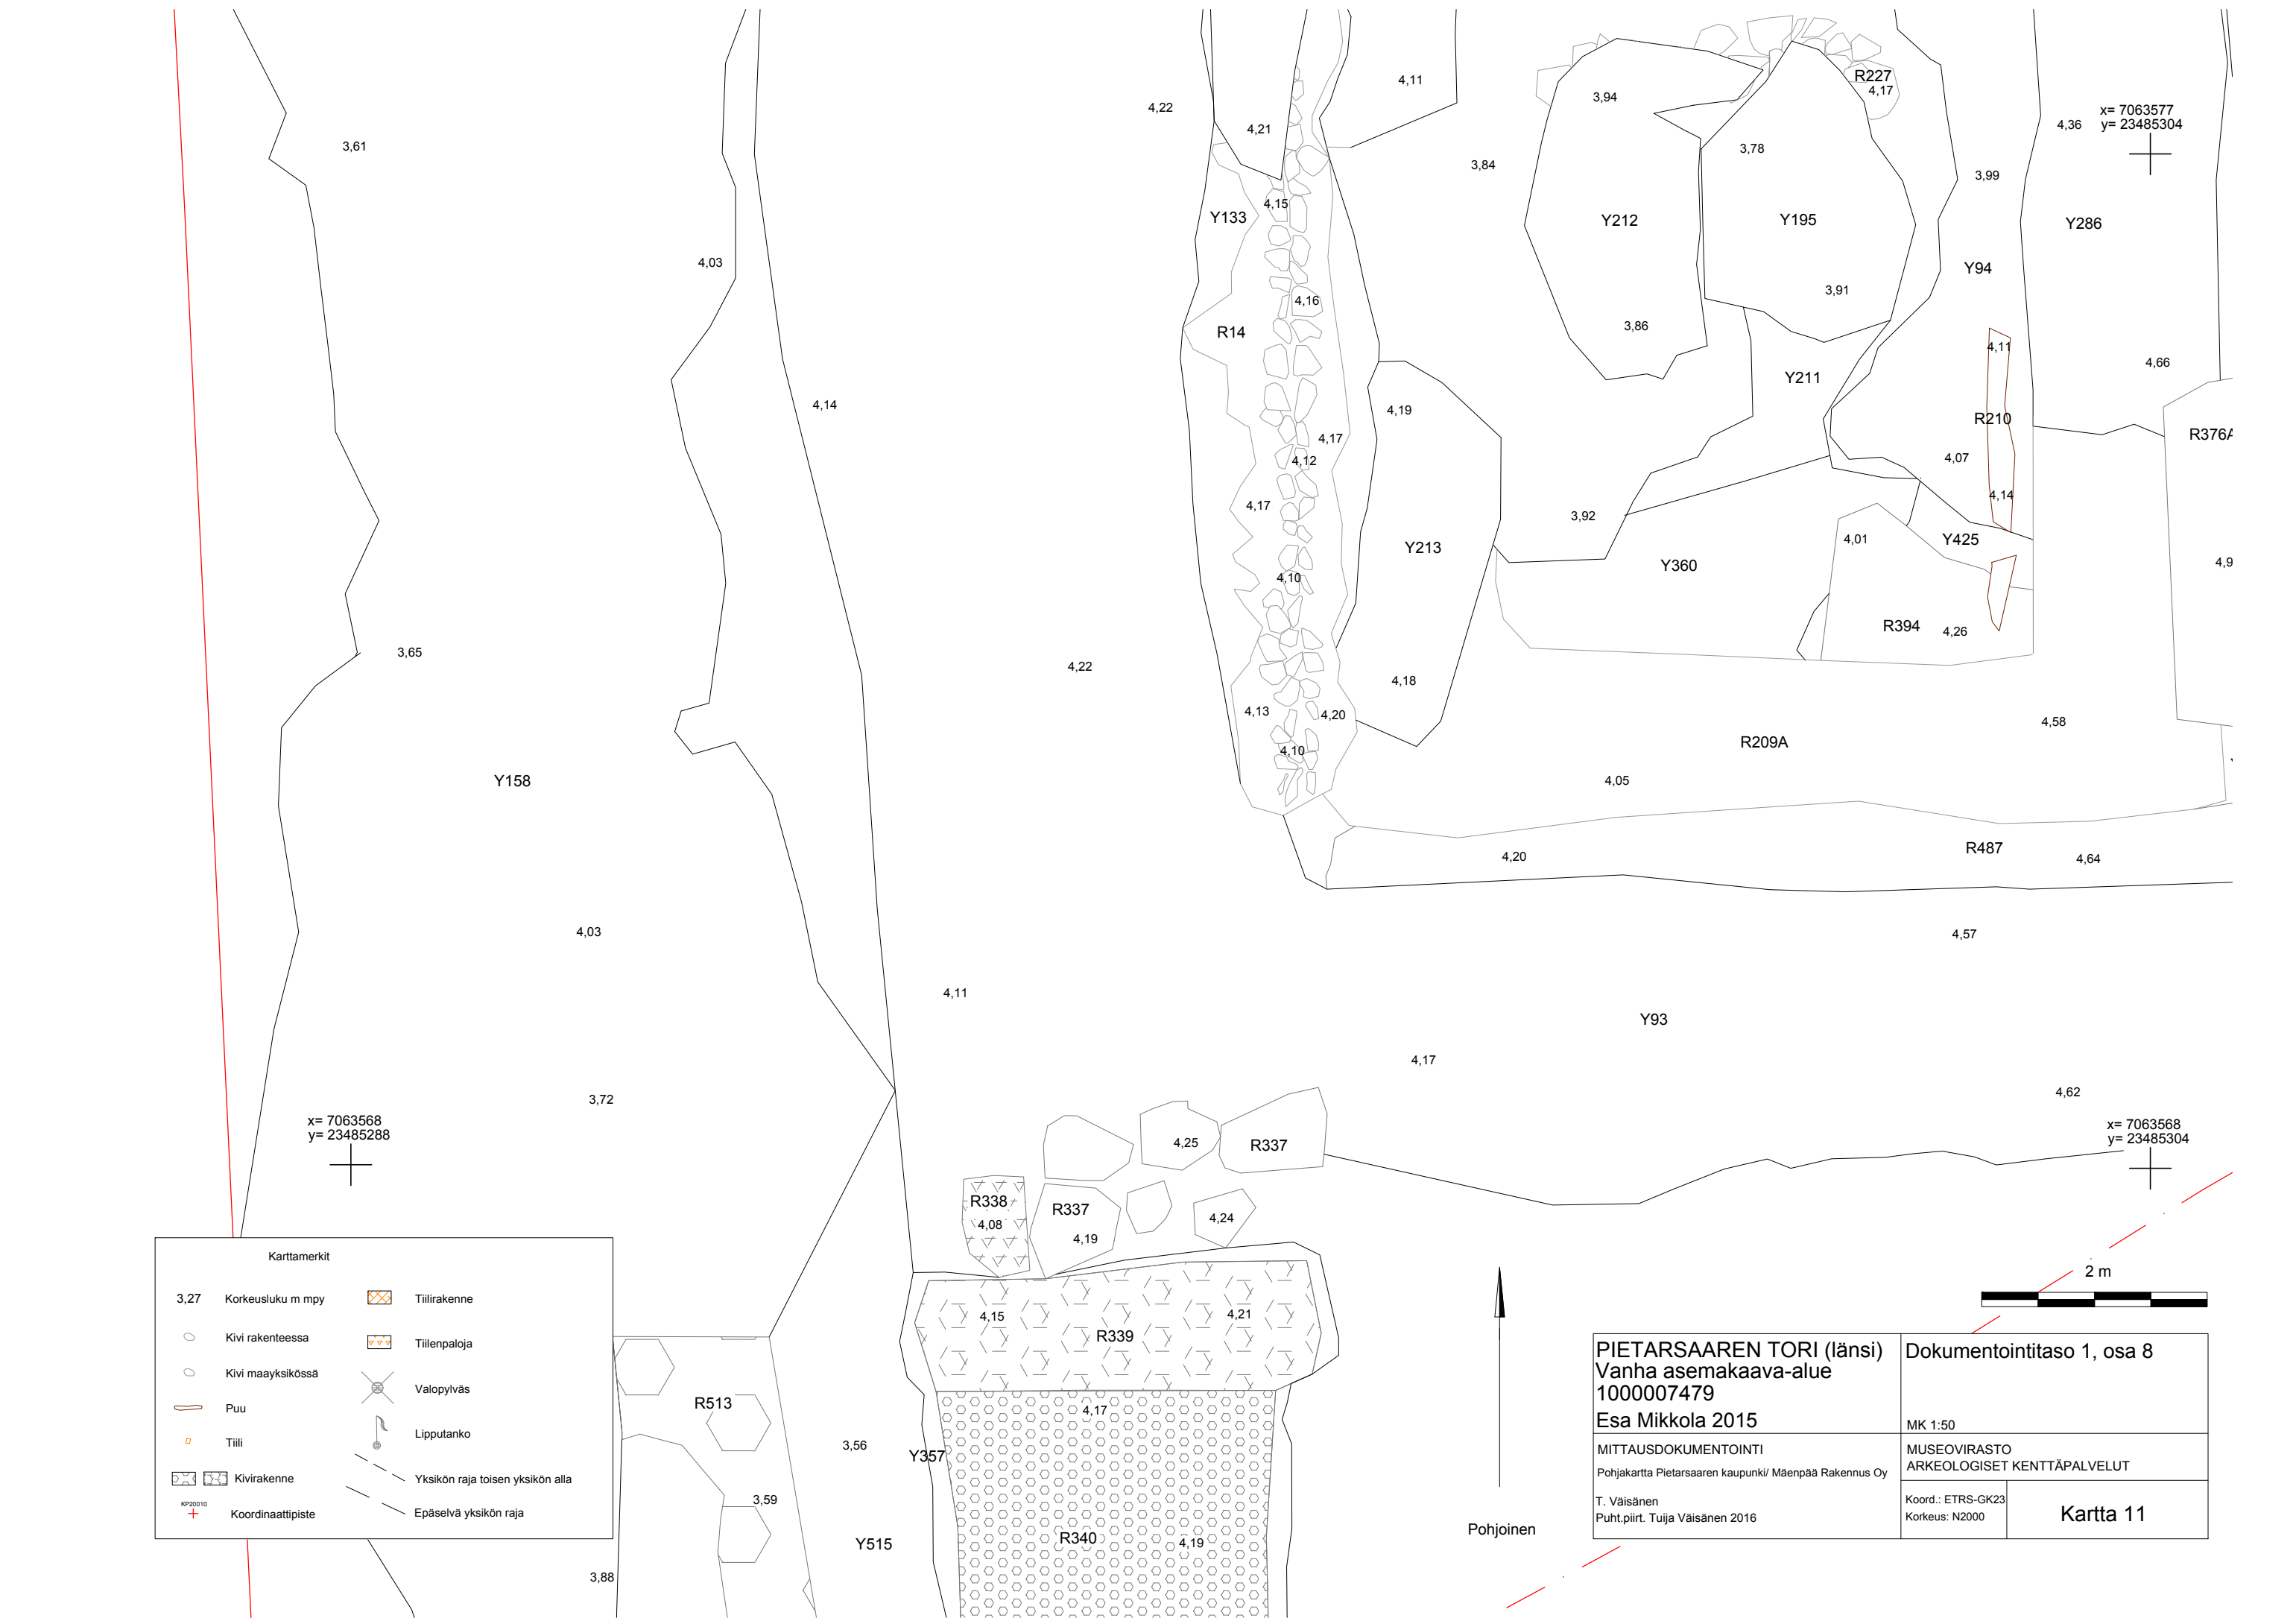 4,11
3,94
R227
4,17
4,22
x= 7063577
y= 23485304
4,36
4,21
3,61
3,78
3,84
3,99
4,15
Y133
Y212
Y195
Y286
4,03
Y94
3,91
4,16
3,86
R14
4,11
4,66
Y211
4,14
4,19
R210
4,17
R376A
4,12
4,07
4,14
4,17
3,92
4,01
Y425
Y213
Y360
4,9
4,10
R394
4,26
3,65
4,22
4,18
4,13
4,20
4,58
R209A
4,10
Y158
4,05
R487
4,20
4,64
4,03
4,57
4,11
Y93
4,17
4,62
3,72
x= 7063568
y= 23485288
x= 7063568
y= 23485304
4,25
R337
R338
R337
4,08
4,24
4,19
Karttamerkit
3,27 Korkeusluku m mpy
Kivi rakenteessa
Kivi maayksikössä
Puu
Tiili
Kivirakenne
KP20010
Koordinaattipiste
Tiilirakenne
Tiilenpaloja
Valopylväs
Lipputanko
Yksikön raja toisen yksikön alla
Epäselvä yksikön raja
4,15
4,21
R339
R513
4,17
3,56
Y357
3,59
R340
4,19
Y515
3,88
Pohjoinen
2 m
PIETARSAAREN TORI (länsi)
Vanha asemakaava-alue
1000007479
Esa Mikkola 2015
Dokumentointitaso 1, osa 8
MK 1:50
MITTAUSDOKUMENTOINTI
Pohjakartta Pietarsaaren kaupunki/ Mäenpää Rakennus Oy
T. Väisänen
Puht.piirt. Tuija Väisänen 2016
MUSEOVIRASTO
ARKEOLOGISET KENTTÄPALVELUT
Koord.: ETRS-GK23
Korkeus: N2000
Kartta 11